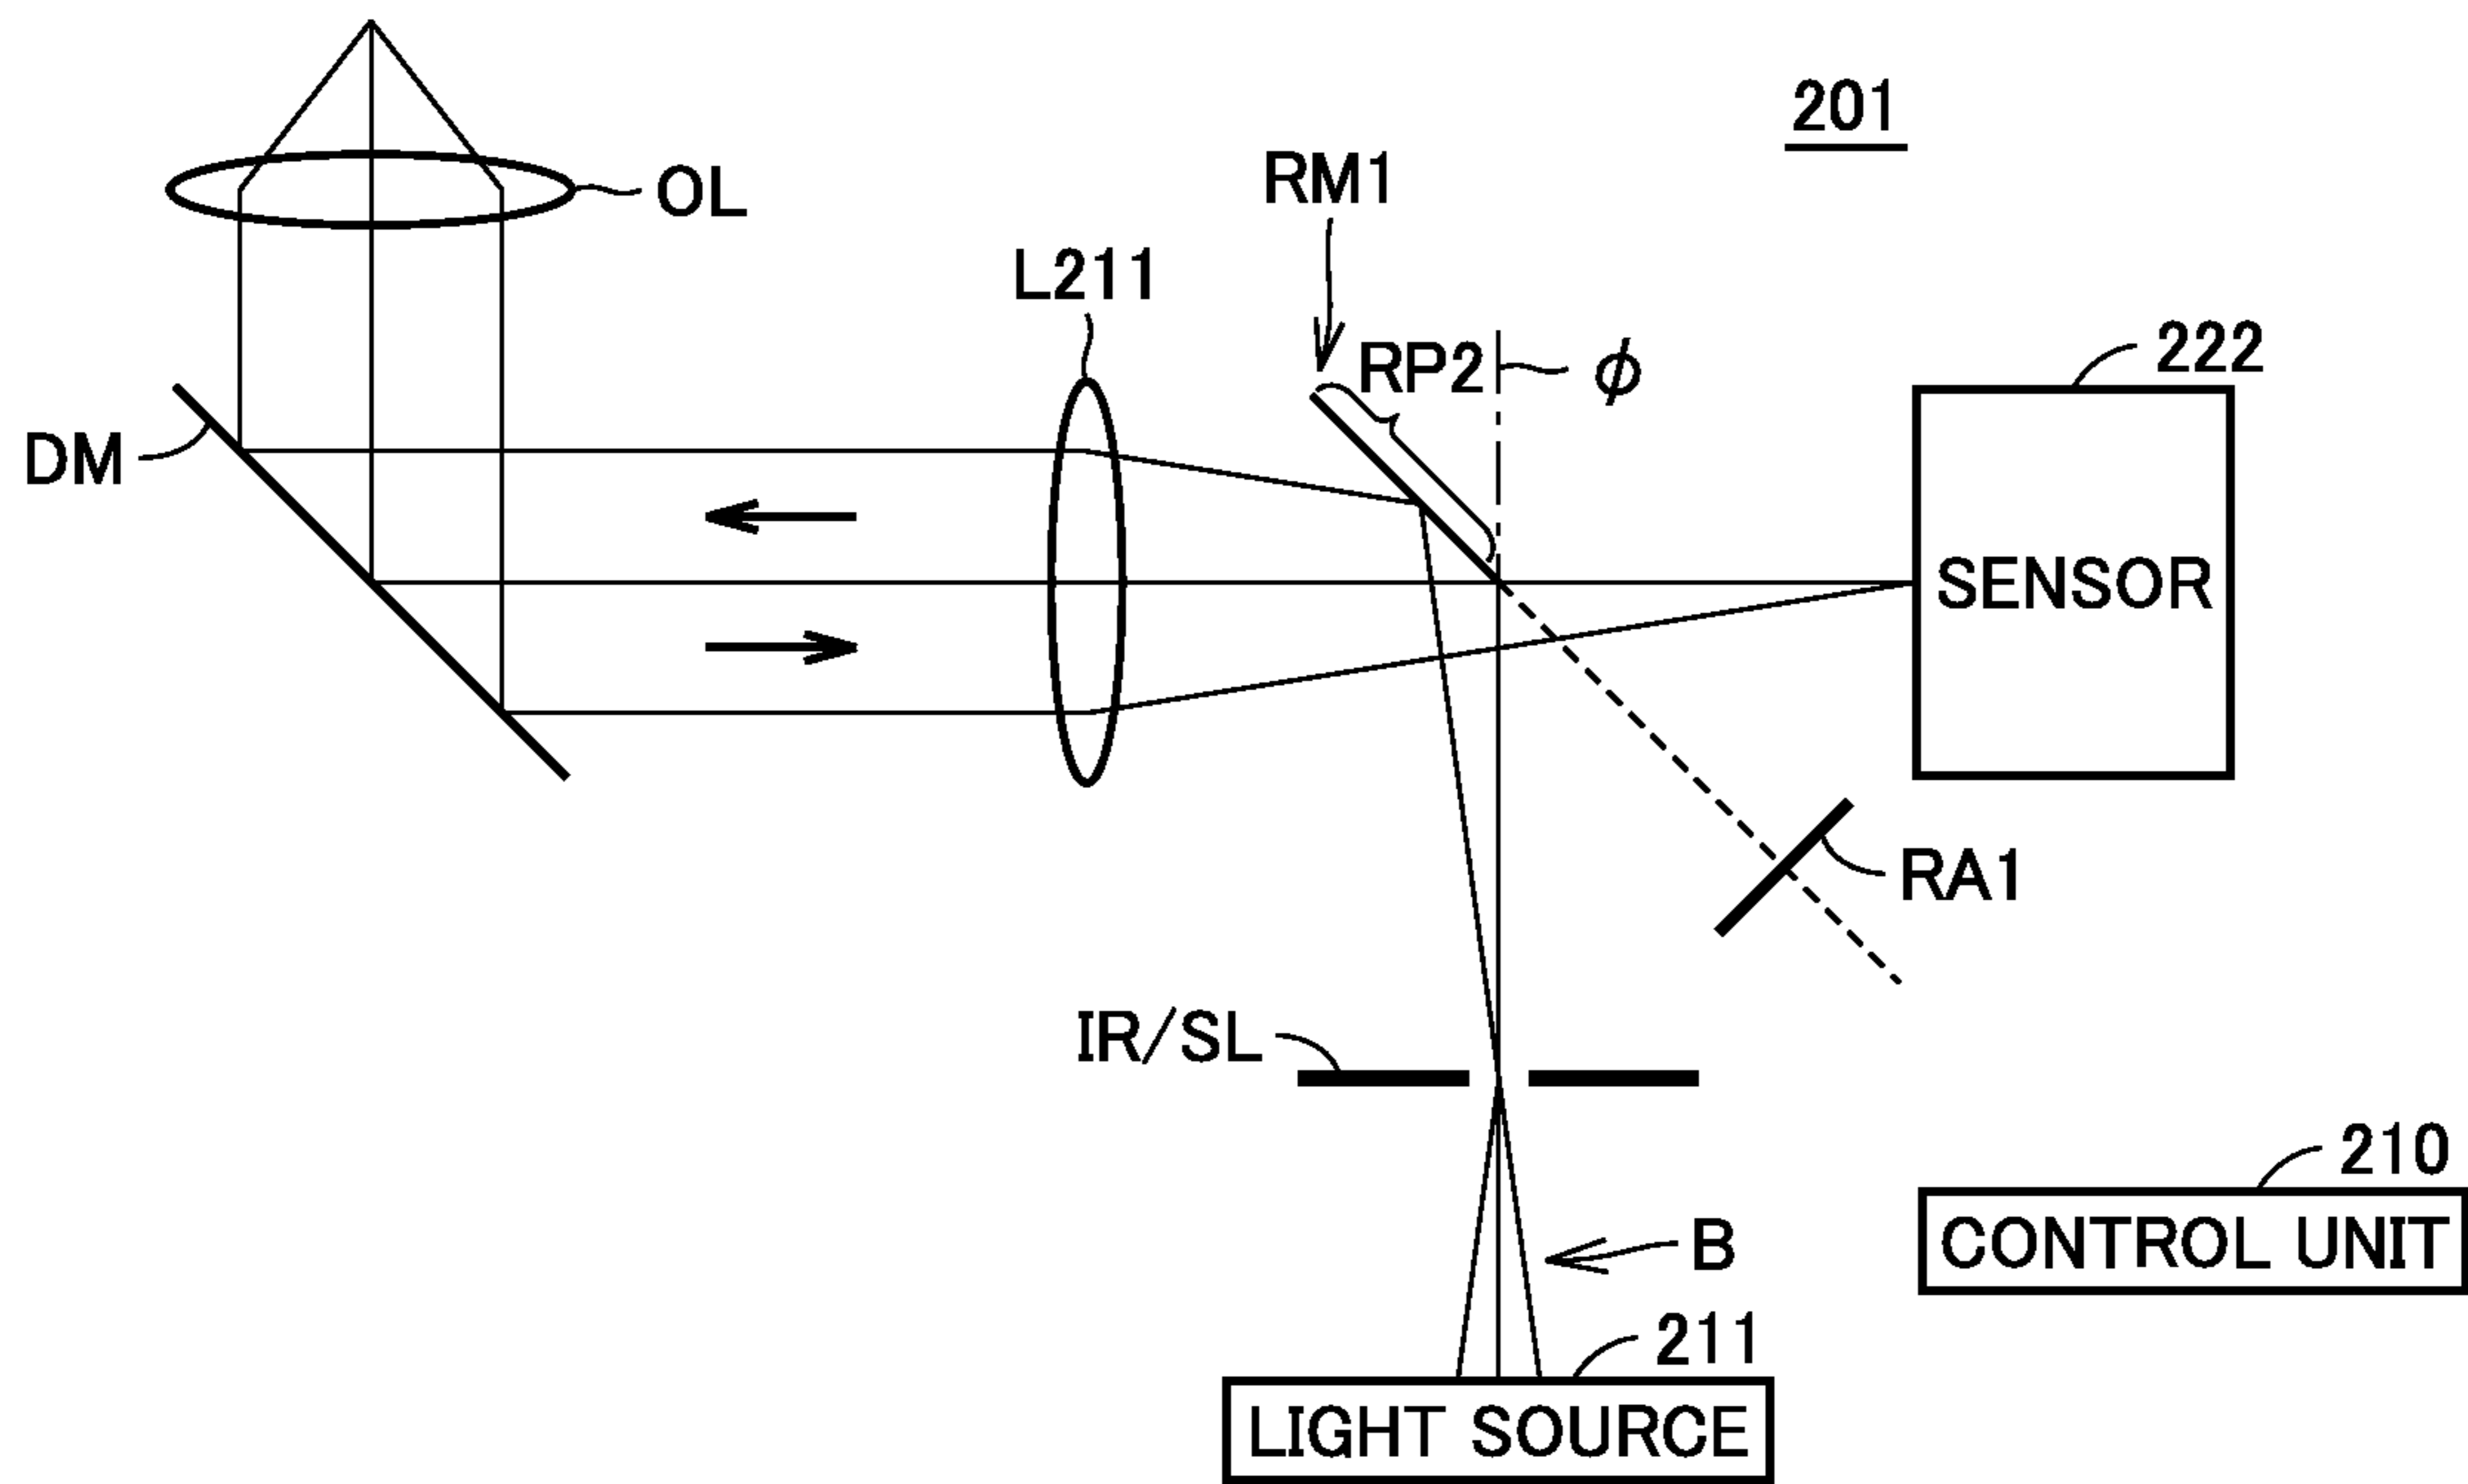 201
RM1
OL
L211
RP2
ϕ
222
DM
SENSOR
RA1
IR/SL
210
CONTROL UNIT
B
211
LIGHT SOURCE